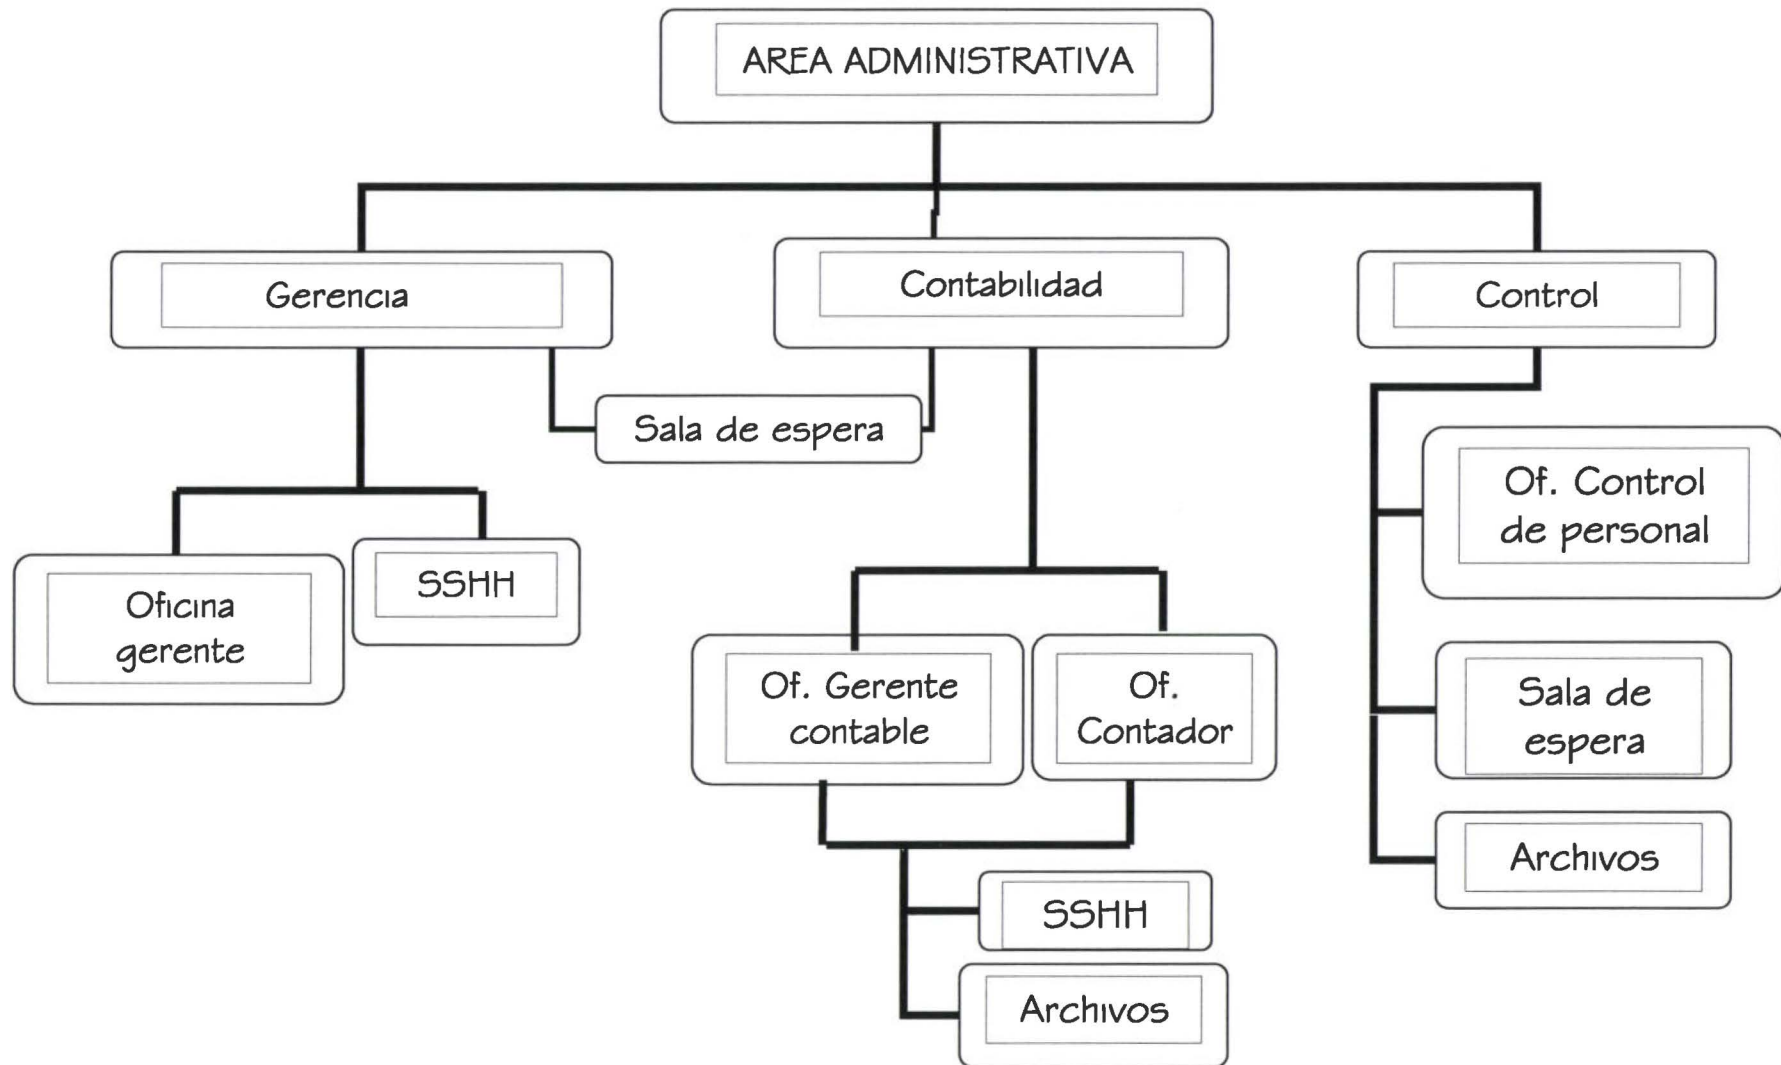 AREA ADMINISTRATIVA
Gerencia
Contabilidad
Control
Sala de espera
Of. Control
de personal
Oficina
gerente
SSHH
Of. Gerente
contable
Of.
Contador
Sala de
espera
Archivos
SSHH
Archivos